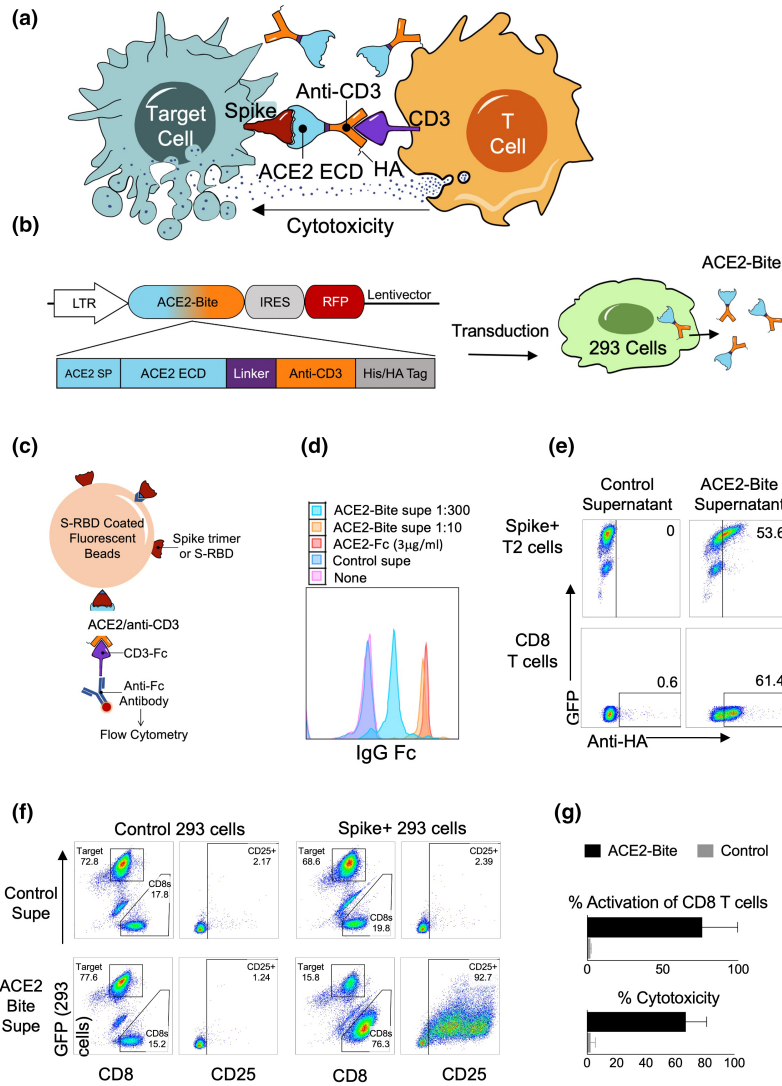 (a)
Target
Cell
Spike
Anti-CD3
CD3
T
Cell
ACE2 ECD
HA
Cytotoxicity
(b)
LTR
ACE2-Bite
IRES
RFP
Lentivector
ACE2 SP
ACE2 ECD
Linker
Anti-CD3
His/HA Tag
Transduction
293 Cells
ACE2-Bite
(c)
S-RBD Coated
Fluorescent
Beads
Spike trimer
or S-RBD
ACE2/anti-CD3
CD3-Fc
Anti-Fc
Antibody
Flow Cytometry
(d)
ACE2-Bite supe 1:300
ACE2-Bite supe 1:10
ACE2-Fc (3µg/ml)
Control supe
None
IgG Fc
(e)
Control
Supernatant
ACE2-Bite
Supernatant
Spike+
T2 cells
0
53.6
CD8
T cells
0.6
61.4
GFP
Anti-HA
(f)
Control 293 cells
Spike+ 293 cells
Control
Supe
Target
72.8
CD8s
17.8
CD25+
2.17
Target
68.6
CD8s
19.8
CD25+
2.39
ACE2
Bite
Supe
GFP (293
cells)
Target
77.6
CD8s
15.2
CD25+
1.24
Target
15.8
CD8s
76.3
CD25+
92.7
CD8
CD25
CD8
CD25
(g)
ACE2-Bite
Control
% Activation of CD8 T cells
0
50
100
% Cytotoxicity
0
20
40
60
80
100